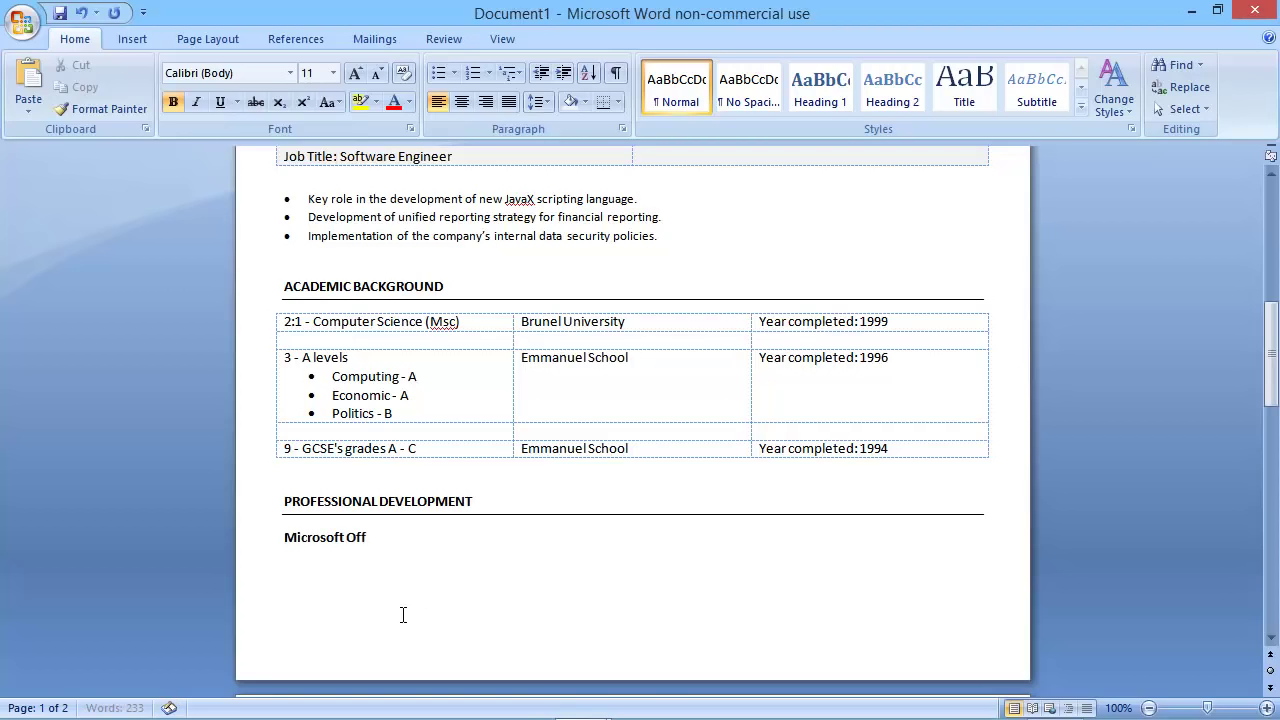 Document1 - Microsoft Word non-commercial use
Home Insert Page Layout References Mailings Review View
Paste
Cut
Copy
Format Painter
Clipboard
Calibri (Body) 11
B I U abc X₂ X² Aa
Font
Paragraph
AaBbCcDc AaBbCcDc AaBbC AaBbCc AaB AaBbCc.
¶ Normal ¶ No Spaci... Heading 1 Heading 2 Title Subtitle
Change Styles
Styles
Find
Replace
Select
Editing
Job Title: Software Engineer
• Key role in the development of new JavaX scripting language.
• Development of unified reporting strategy for financial reporting.
• Implementation of the company’s internal data security policies.
ACADEMIC BACKGROUND
2:1 - Computer Science (Msc) Brunel University Year completed: 1999
3 - A levels Emmanuel School Year completed: 1996
• Computing - A
• Economic - A
• Politics - B
9 - GCSE's grades A - C Emmanuel School Year completed: 1994
PROFESSIONAL DEVELOPMENT
Microsoft Off
Page: 1 of 2 Words: 233 100%